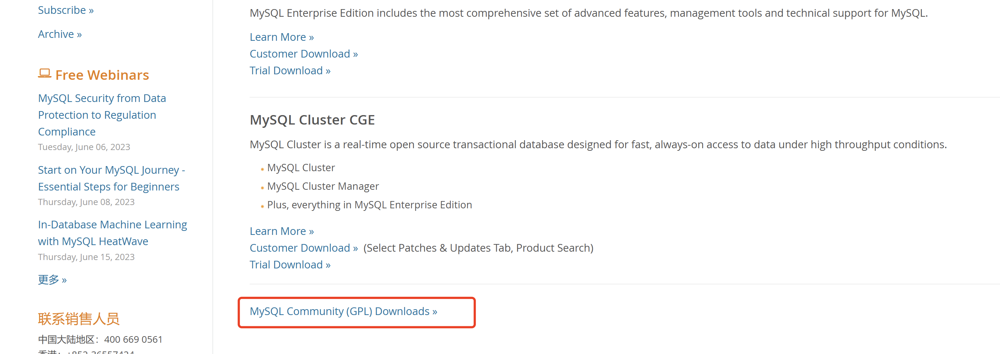 Subscribe »
Archive »
Free Webinars
MySQL Security from Data
Protection to Regulation
Compliance
Tuesday, June 06, 2023
Start on Your MySQL Journey -
Essential Steps for Beginners
Thursday, June 08, 2023
In-Database Machine Learning
with MySQL HeatWave
Thursday, June 15, 2023
更多 »
联系销售人员
中国大陆地区：400 669 0561
香港：+852 36557424
MySQL Enterprise Edition includes the most comprehensive set of advanced features, management tools and technical support for MySQL.
Learn More »
Customer Download »
Trial Download »
MySQL Cluster CGE
MySQL Cluster is a real-time open source transactional database designed for fast, always-on access to data under high throughput conditions.
MySQL Cluster
MySQL Cluster Manager
Plus, everything in MySQL Enterprise Edition
Learn More »
Customer Download » (Select Patches & Updates Tab, Product Search)
Trial Download »
MySQL Community (GPL) Downloads »